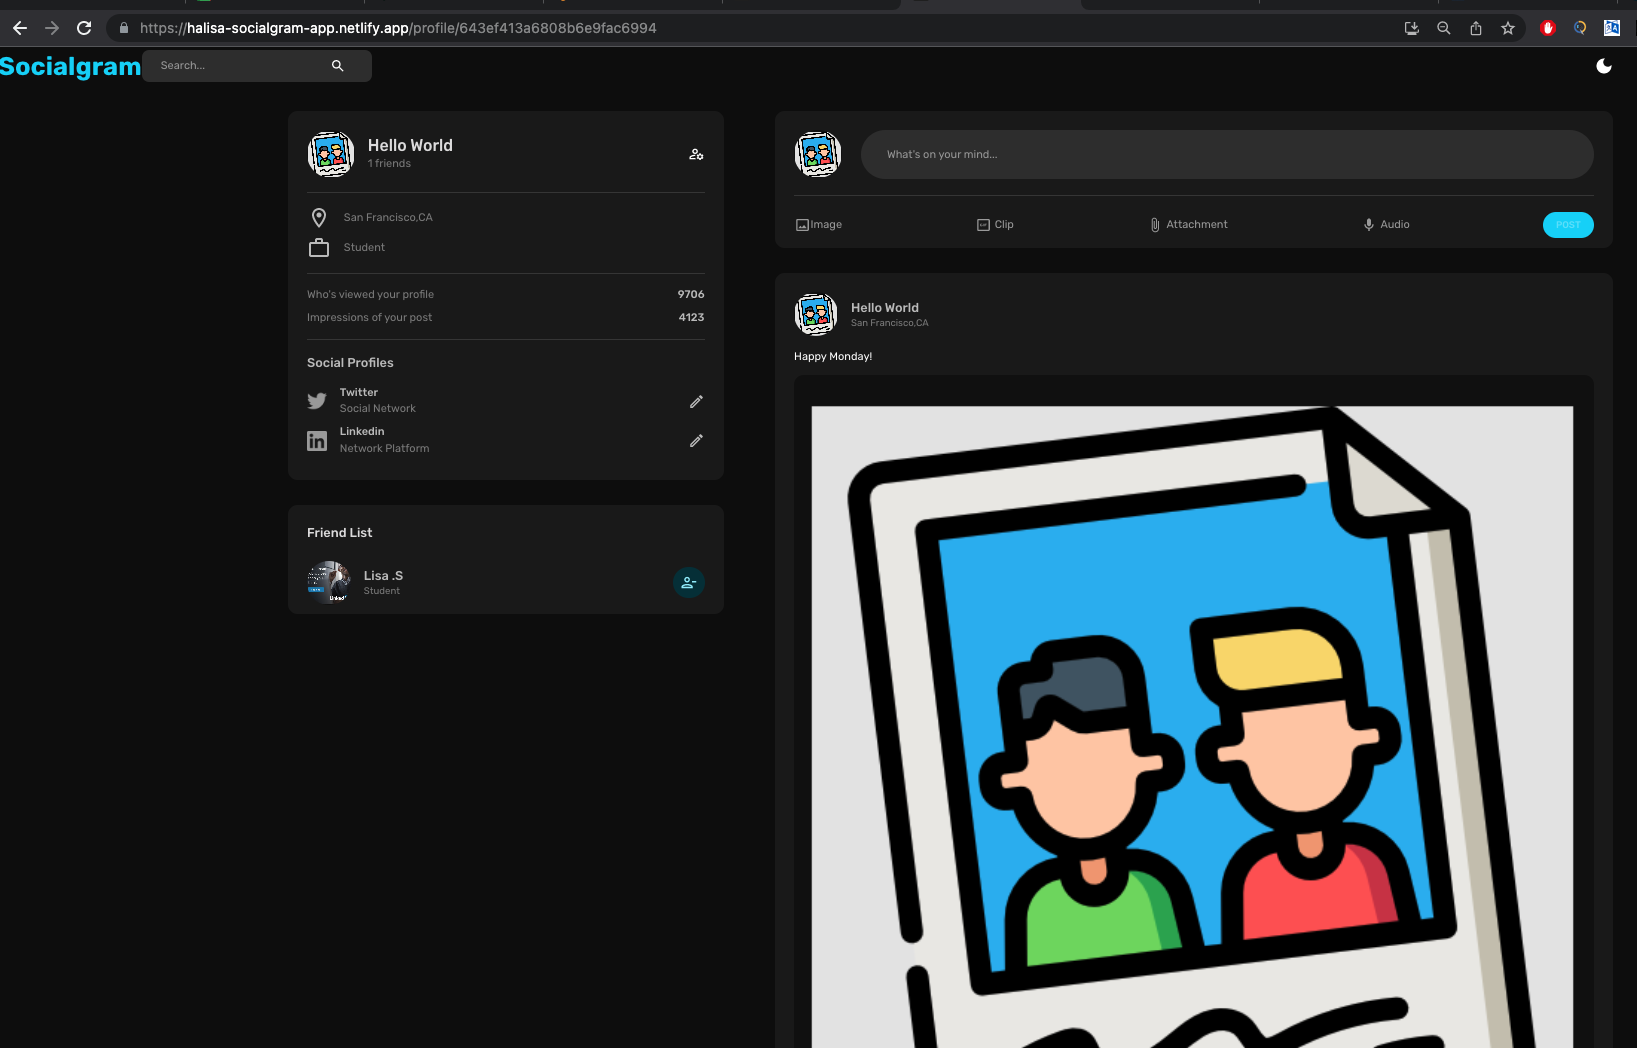 https://halisa-socialgram-app.netlify.app/profile/643ef413a6808b6e9fac6994
Socialgram
Search...
Hello World
1 friends
San Francisco,CA
Student
Who's viewed your profile 9706
Impressions of your post 4123
Social Profiles
Twitter
Social Network
Linkedin
Network Platform
Friend List
Lisa .S
Student
What's on your mind...
Image Clip Attachment Audio POST
Hello World
San Francisco,CA
Happy Monday!